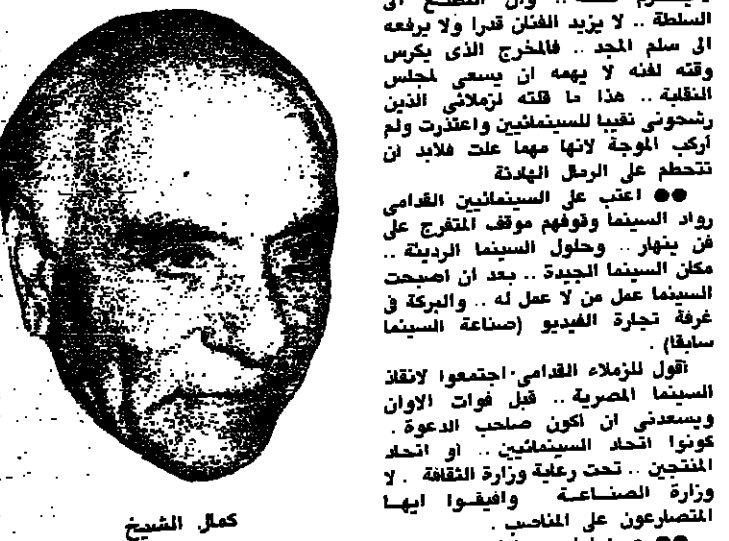 السلطة .. لا يزيد الفنان قدرا ولا يرفعه
الى سلم المجد .. فالمخرج الذى يكرس
وقته لفنه لا يهمه ان يسعى لمجلس
النقابة .. هذا ما قلته لزملائى الذين
رشحونى نقيبا للسينمائيين واعتذرت ولم
أركب الموجة لانها مهما علت فلابد ان
تتحطم على الرمال الهادئة
●● اعتب على السينمائيين القدامى
رواد السينما وقوفهم موقف المتفرج على
فن ينهار .. وحلول السينما الرديئة ..
مكان السينما الجيدة .. بعد ان اصبحت
السينما عمل من لا عمل له .. والبركة فى
غرفة تجارة الفيديو (صناعة السينما
سابقا) .
أقول للزملاء القدامى اجتمعوا لانقاذ
السينما المصرية .. قبل فوات الاوان
ويسعدنى ان اكون صاحب الدعوة .
كونوا اتحاد السينمائيين .. أو اتحاد
المنتجين .. تحت رعاية وزارة الثقافة . لا
وزارة الصناعة وافيقوا ايها
المتصارعون على المناصب .
كمال الشيخ